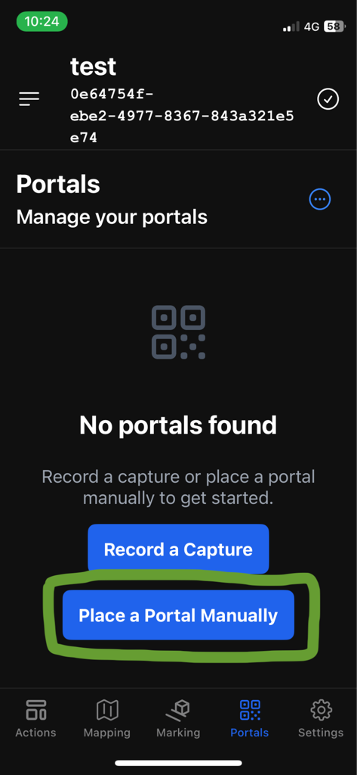 10:24
4G 58
test
0e64754f-
ebe2-4977-8367-843a321e5
e74
Portals
Manage your portals
No portals found
Record a capture or place a portal
manually to get started.
Record a Capture
Place a Portal Manually
Actions Mapping Marking Portals Settings